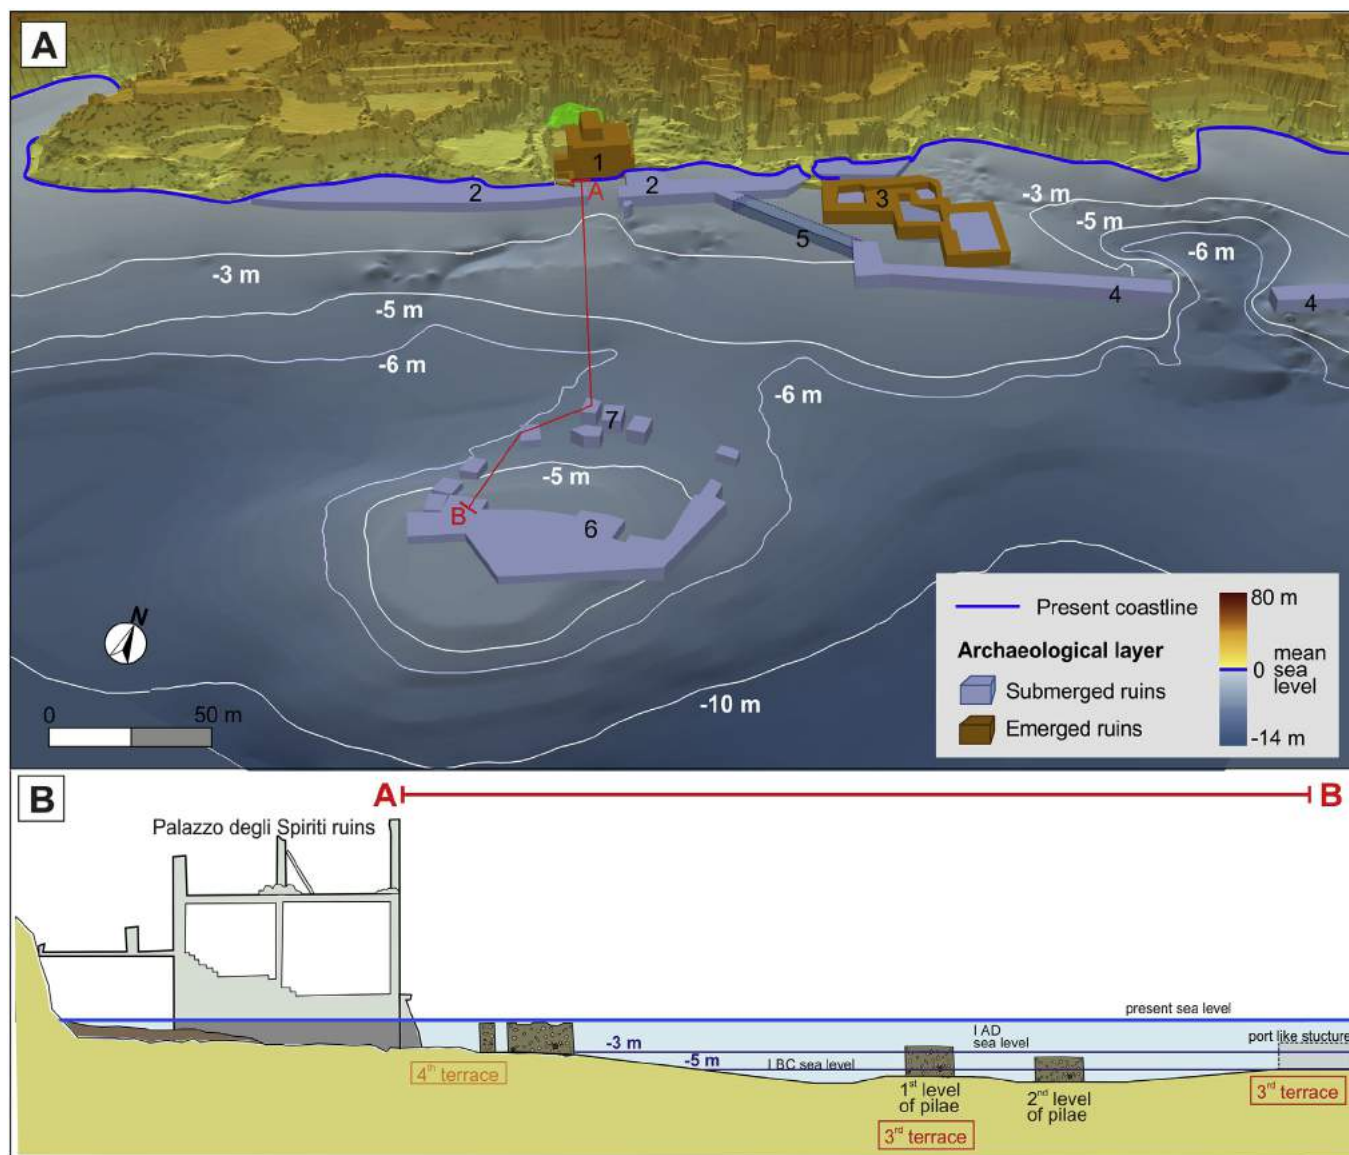 A
1
A
2
2
3
5
4
4
-3 m
-5 m
-6 m
-3 m
-5 m
-6 m
-6 m
7
-5 m
B
6
-10 m
N
0 50 m
Present coastline
Archaeological layer
Submerged ruins
Emerged ruins
80 m
0 mean
sea
level
-14 m
B
A
B
Palazzo degli Spiriti ruins
present sea level
I AD
sea level
port like stucture
-3 m
-5 m
I BC sea level
4th terrace
1st level
of pilae
2nd level
of pilae
3rd terrace
3rd terrace